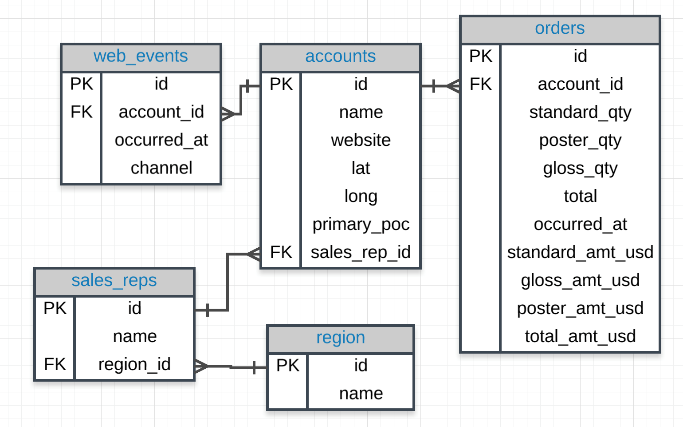 web_events
PK id
FK account_id
occurred_at
channel
accounts
PK id
name
website
lat
long
primary_poc
FK sales_rep_id
orders
PK id
FK account_id
standard_qty
poster_qty
gloss_qty
total
occurred_at
standard_amt_usd
gloss_amt_usd
poster_amt_usd
total_amt_usd
sales_reps
PK id
name
FK region_id
region
PK id
name